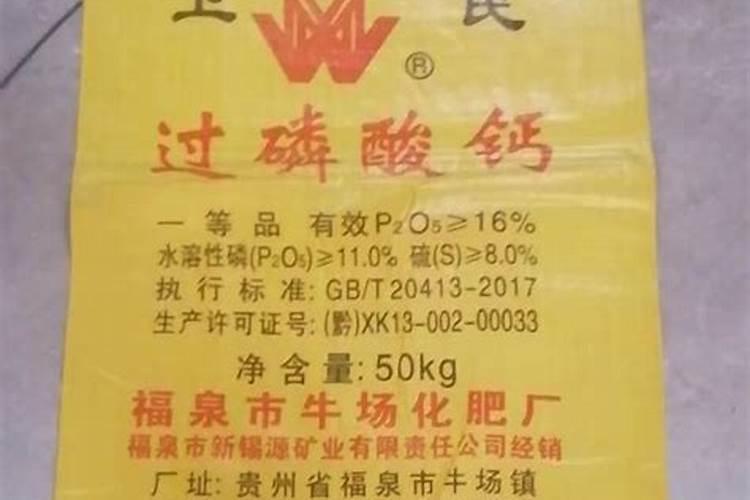 卫 民
®
过磷酸钙
一等品 有效P₂O₅≥16%
水溶性磷(P₂O₅)≥11.0% 硫(S)≥8.0%
执行标准: GB/T 20413-2017
生产许可证号: (黔)XK13-002-00033
净含量: 50kg
福泉市牛场化肥厂
福泉市新锡源矿业有限责任公司经销
厂址: 贵州省福泉市牛场镇